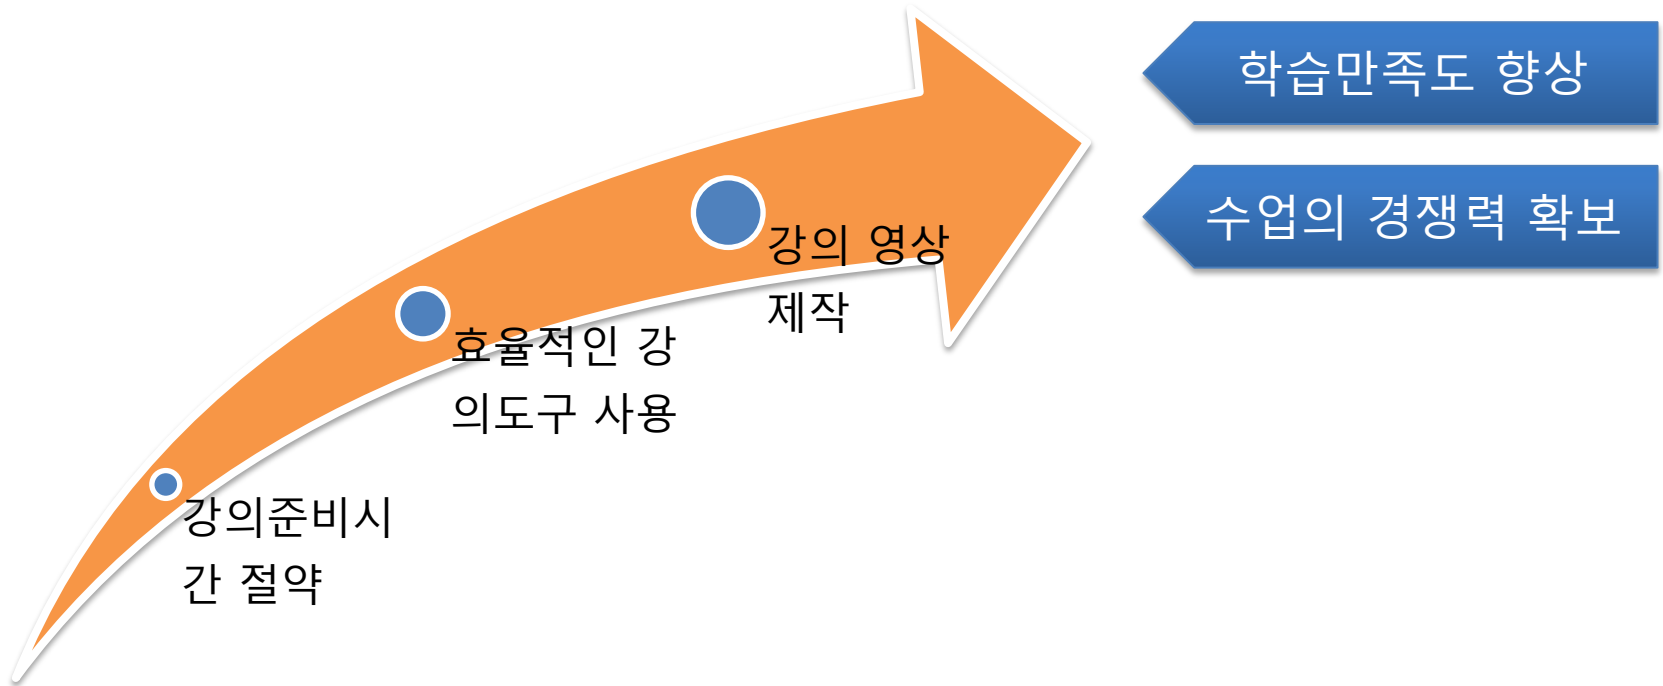 학습만족도 향상
수업의 경쟁력 확보
강의 영상
제작
효율적인 강
의도구 사용
강의준비시
간 절약